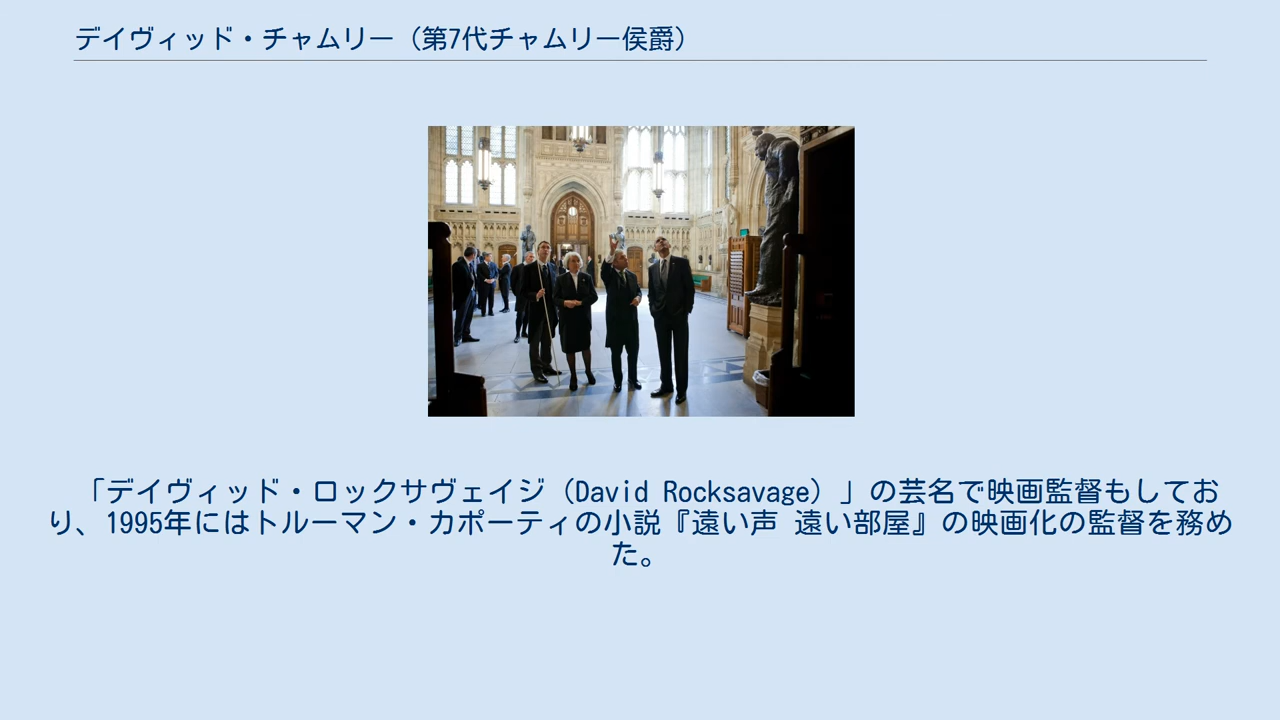 デイヴィッド・チャムリー（第7代チャムリー侯爵）
「デイヴィッド・ロックサヴェイジ（David Rocksavage）」の芸名で映画監督もしてお
り、1995年にはトルーマン・カポーティの小説『遠い声 遠い部屋』の映画化の監督を務め
た。